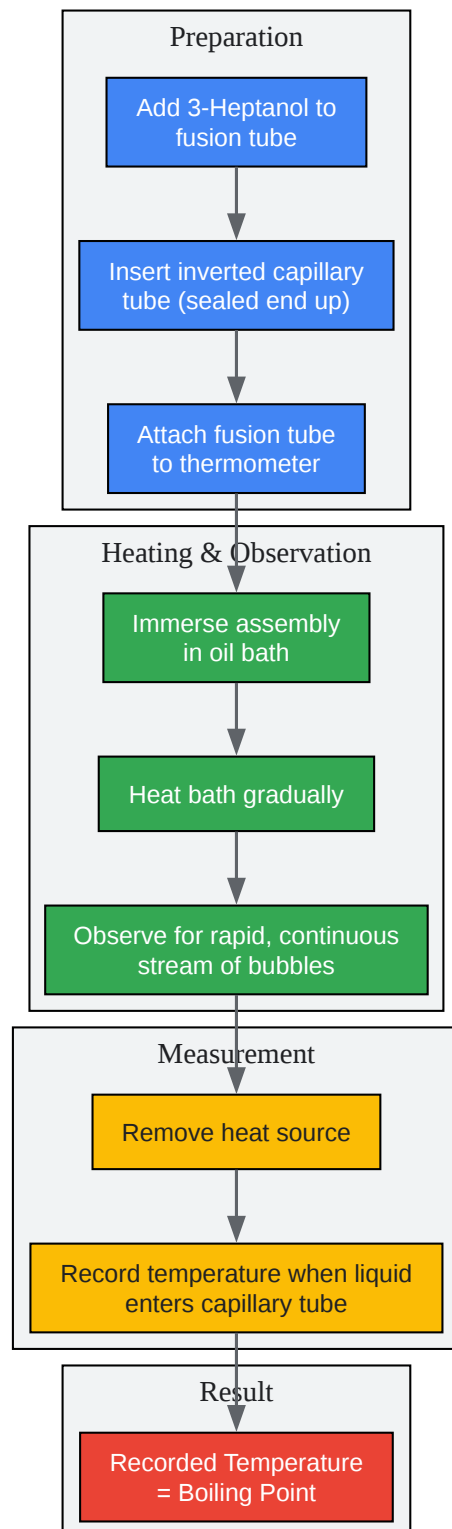 Preparation
Add 3-Heptanol to
fusion tube
Insert inverted capillary
tube (sealed end up)
Attach fusion tube
to thermometer
Heating & Observation
Immerse assembly
in oil bath
Heat bath gradually
Observe for rapid, continuous
stream of bubbles
Measurement
Remove heat source
Record temperature when liquid
enters capillary tube
Result
Recorded Temperature
= Boiling Point